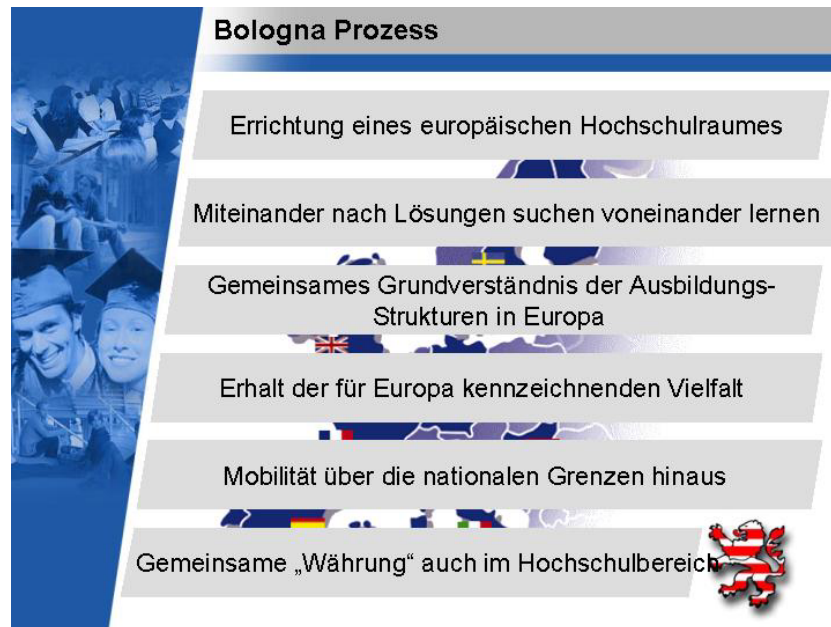 Bologna Prozess
Errichtung eines europäischen Hochschulraumes
Miteinander nach Lösungen suchen voneinander lernen
Gemeinsames Grundverständnis der Ausbildungs-
Strukturen in Europa
Erhalt der für Europa kennzeichnenden Vielfalt
Mobilität über die nationalen Grenzen hinaus
Gemeinsame „Währung“ auch im Hochschulbereich